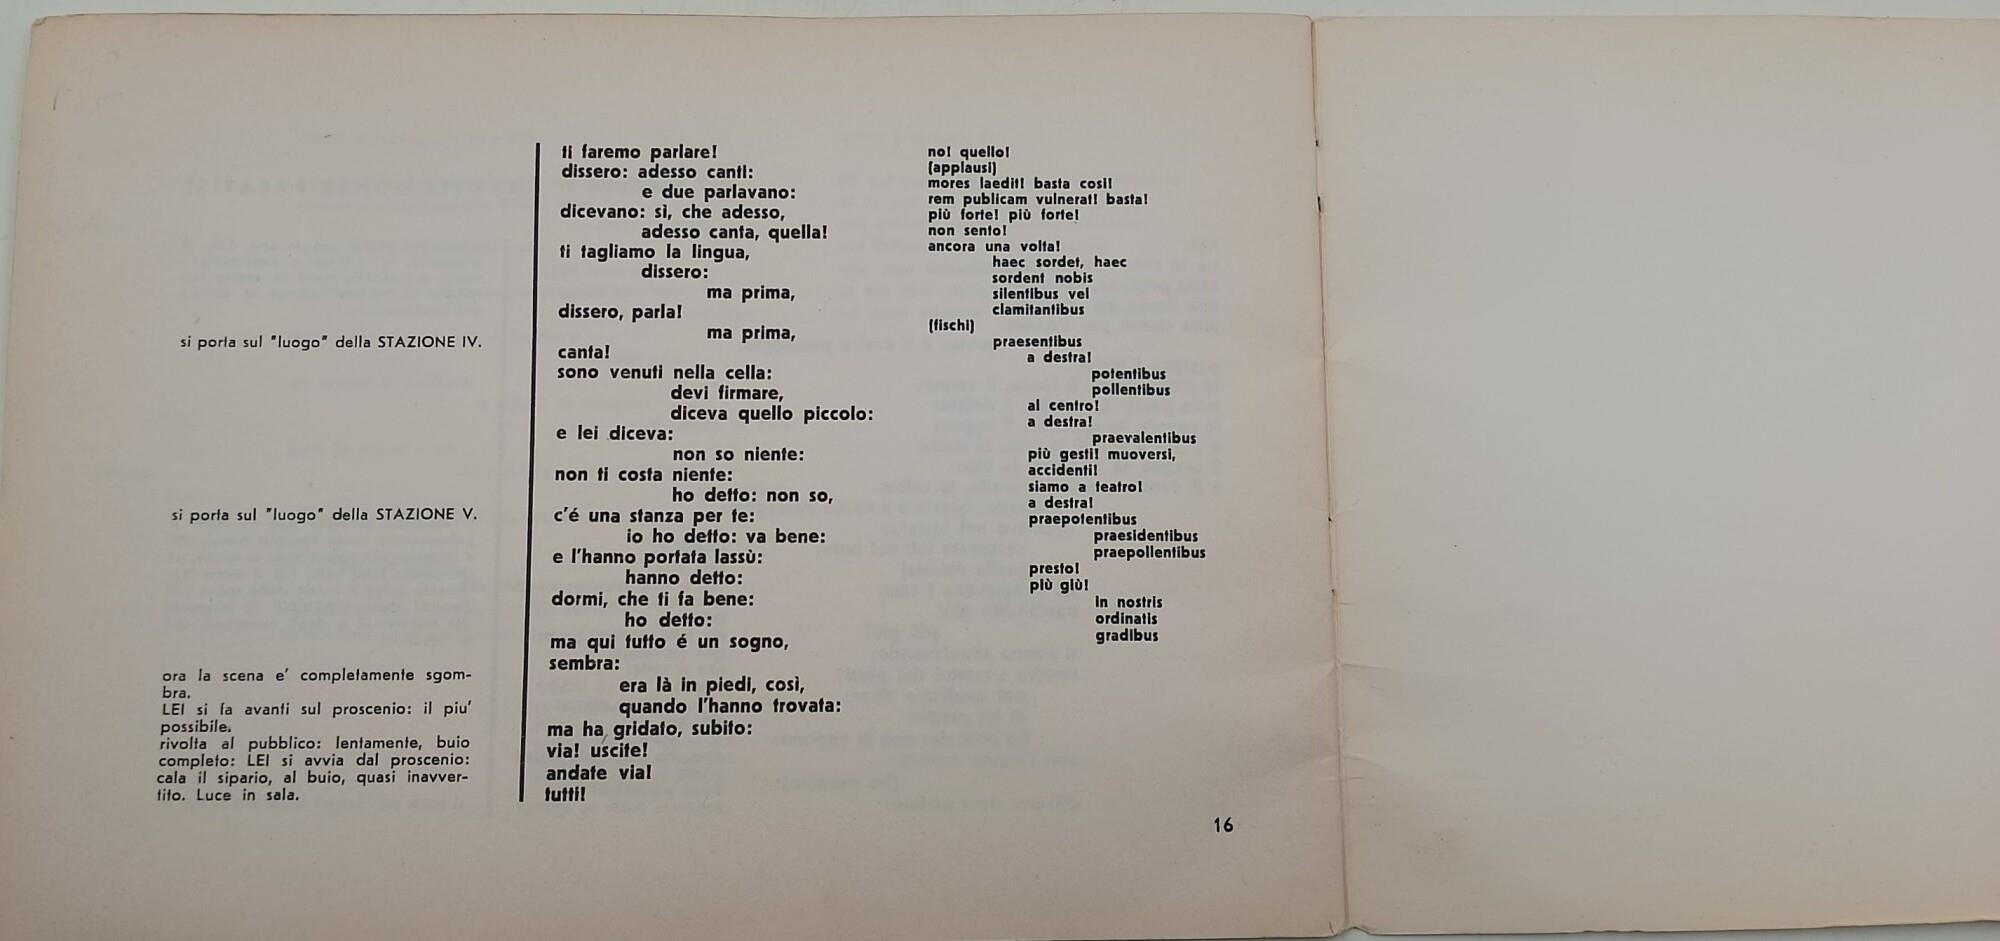 si porta sul "luogo" della STAZIONE IV.
si porta sul "luogo" della STAZIONE V.
ora la scena e' completamente sgom-
bra.
LEI si fa avanti sul proscenio: il piu'
possibile.
rivolta al pubblico: lentamente, buio
completo: LEI si avvia dal proscenio:
cala il sipario, al buio, quasi inavver-
tito. Luce in sala.
ti faremo parlare!
dissero: adesso canti:
e due parlavano:
dicevano: sì, che adesso,
adesso canta, quella!
ti tagliamo la lingua,
dissero:
ma prima,
dissero, parla!
ma prima,
canta!
sono venuti nella cella:
devi firmare,
diceva quello piccolo:
e lei diceva:
non so niente:
non ti costa niente:
ho detto: non so,
c'é una stanza per te:
io ho detto: va bene:
e l'hanno portata lassù:
hanno detto:
dormi, che ti fa bene:
ho detto:
ma qui tutto é un sogno,
sembra:
era là in piedi, così,
quando l'hanno trovata:
ma ha gridato, subito:
via! uscite!
andate via!
tutti!
no! quello!
(applausi)
mores laedit! basta così!
rem publicam vulnerat! basta!
più forte! più forte!
non sento!
ancora una volta!
haec sordet, haec
sordent nobis
silentibus vel
clamitantibus
(fischi)
praesentibus
a destra!
potentibus
pollentibus
al centro!
a destra!
praevalentibus
più gesti! muoversi,
accidenti!
siamo a teatro!
a destra!
praepotentibus
praesidentibus
praepollentibus
presto!
più giù!
in nostris
ordinatis
gradibus
16